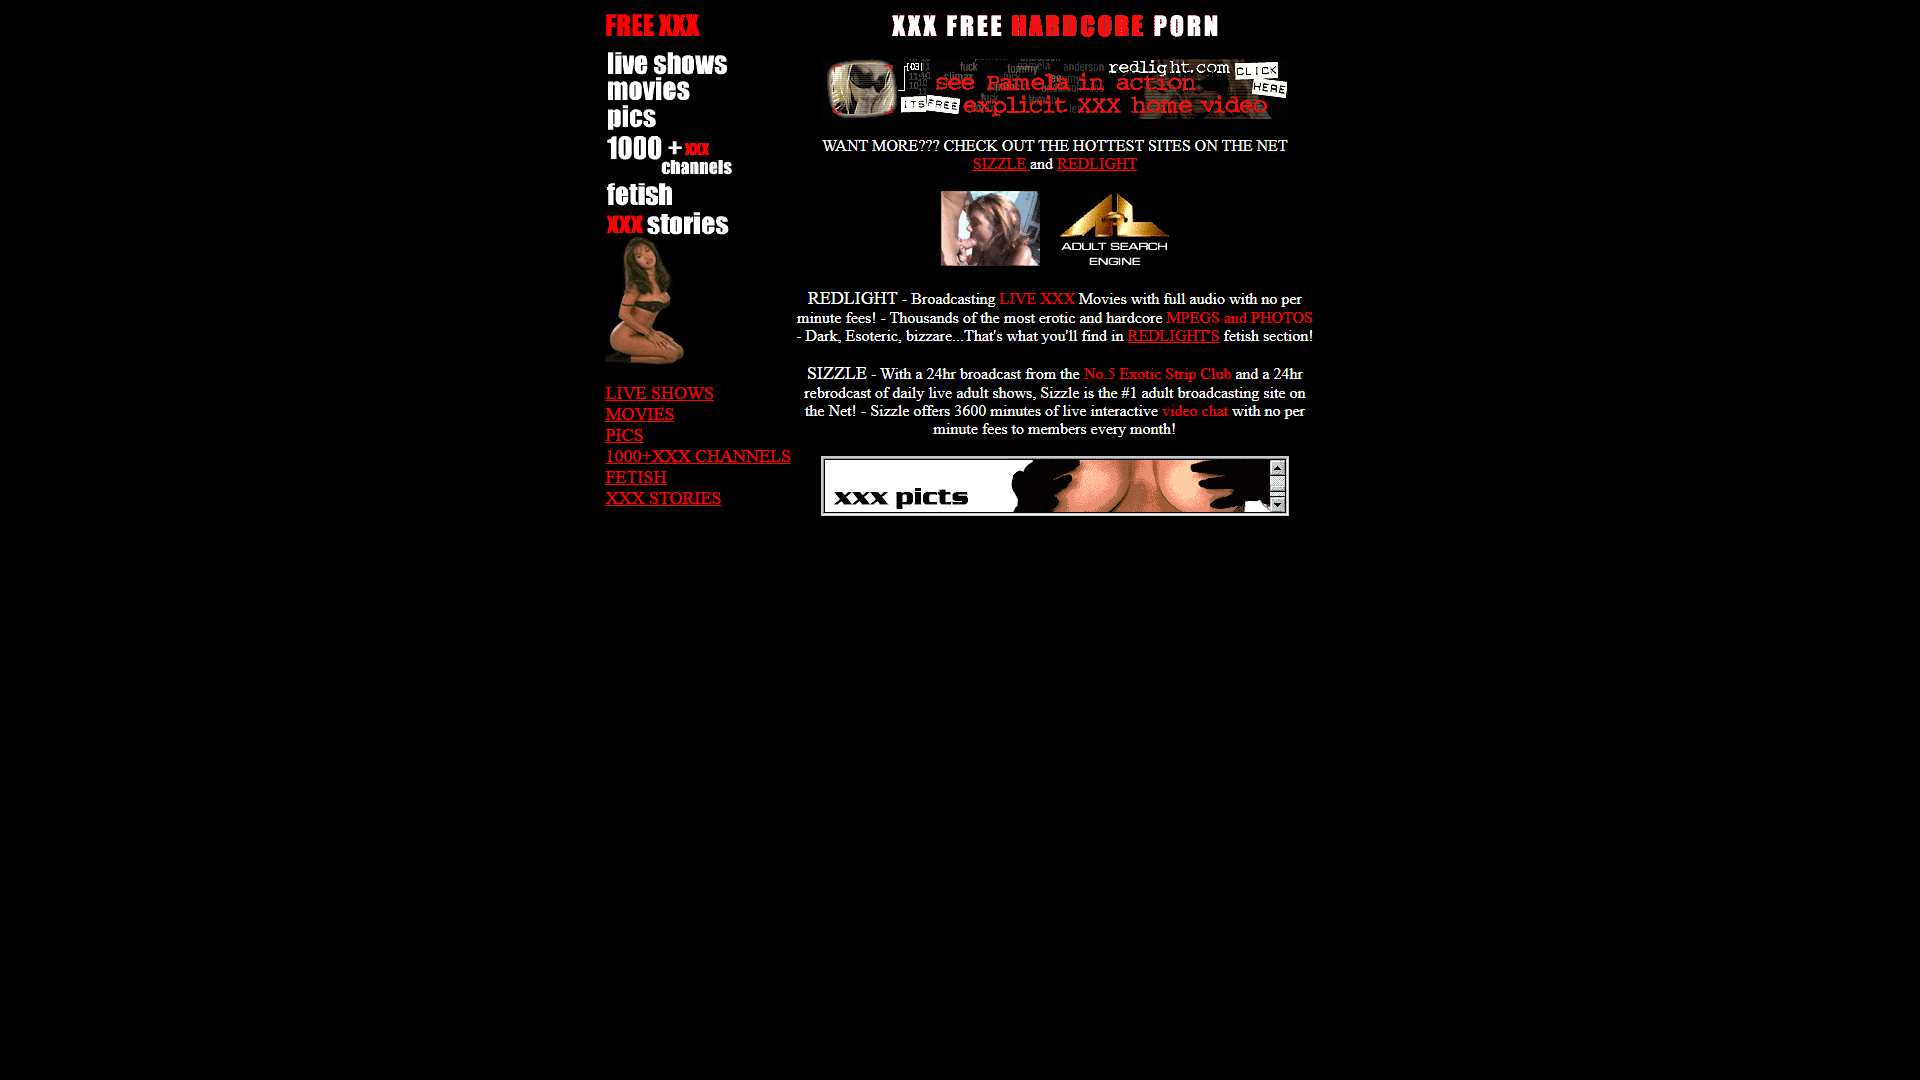 FREE XXX
live shows
movies
pics
1000 + xxx
channels
fetish
xxx stories
LIVE SHOWS
MOVIES
PICS
1000+XXX CHANNELS
FETISH
XXX STORIES
XXX FREE HARDCORE PORN
[03]
redlight.com CLICK
see Pamela in action HERE
ITS FREE explicit XXX home video
WANT MORE??? CHECK OUT THE HOTTEST SITES ON THE NET
SIZZLE and REDLIGHT
ADULT SEARCH
ENGINE
REDLIGHT - Broadcasting LIVE XXX Movies with full audio with no per
minute fees! - Thousands of the most erotic and hardcore MPEGS and PHOTOS
- Dark, Esoteric, bizzare...That's what you'll find in REDLIGHT'S fetish section!
SIZZLE - With a 24hr broadcast from the No.5 Exotic Strip Club and a 24hr
rebrodcast of daily live adult shows, Sizzle is the #1 adult broadcasting site on
the Net! - Sizzle offers 3600 minutes of live interactive video chat with no per
minute fees to members every month!
xxx picts